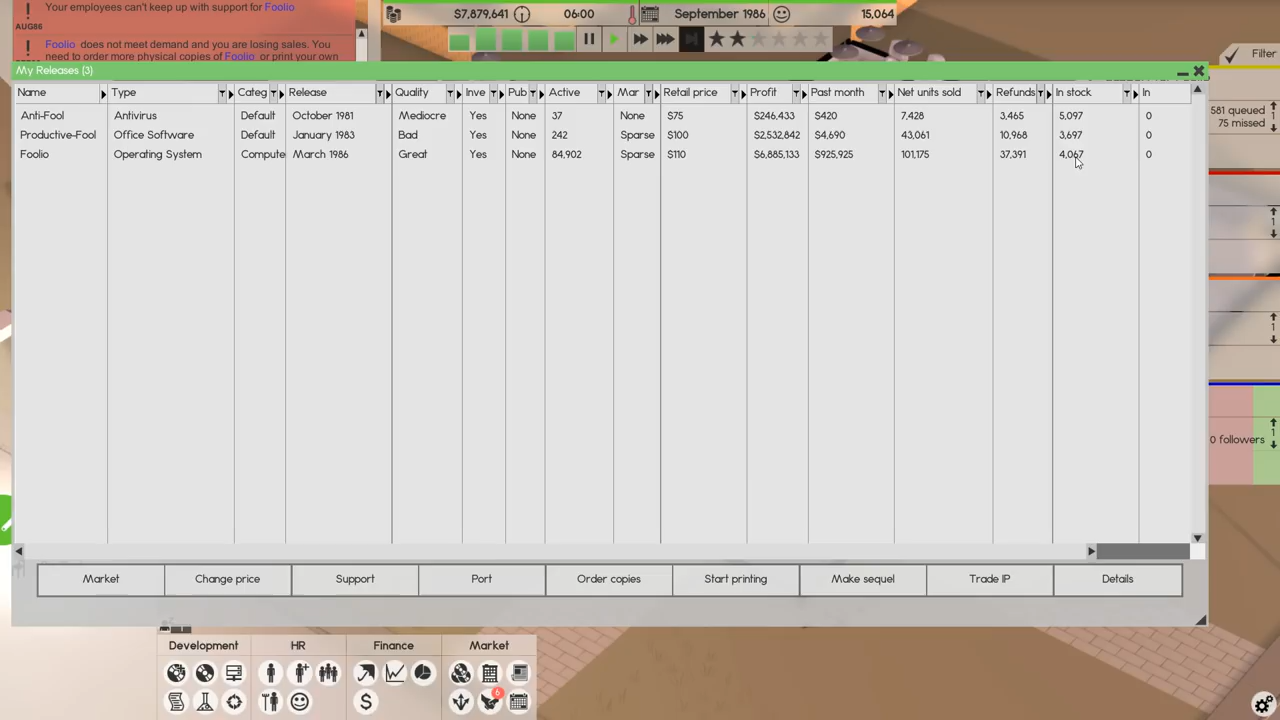 Your employees can't keep up with support for Foolio
AUG86
Foolio does not meet demand and you are losing sales. You
need to order more physical copies of Foolio or print your own
$7,879,641 06:00 September 1986 15,064
My Releases (3)
Filter
Name Type Categ Release Quality Inve Pub Active Mar Retail price Profit Past month Net units sold Refunds In stock In
Anti-Fool Antivirus Default October 1981 Mediocre Yes None 37 None $75 $246,433 $420 7,428 3,465 5,097 0
Productive-Fool Office Software Default January 1983 Bad Yes None 242 Sparse $100 $2,532,842 $4,690 43,061 10,968 3,697 0
Foolio Operating System Compute March 1986 Great Yes None 84,902 Sparse $110 $6,885,133 $925,925 101,175 37,391 4,067 0
581 queued
75 missed
1
1
0 followers 1
Market Change price Support Port Order copies Start printing Make sequel Trade IP Details
Development HR Finance Market
$ 6